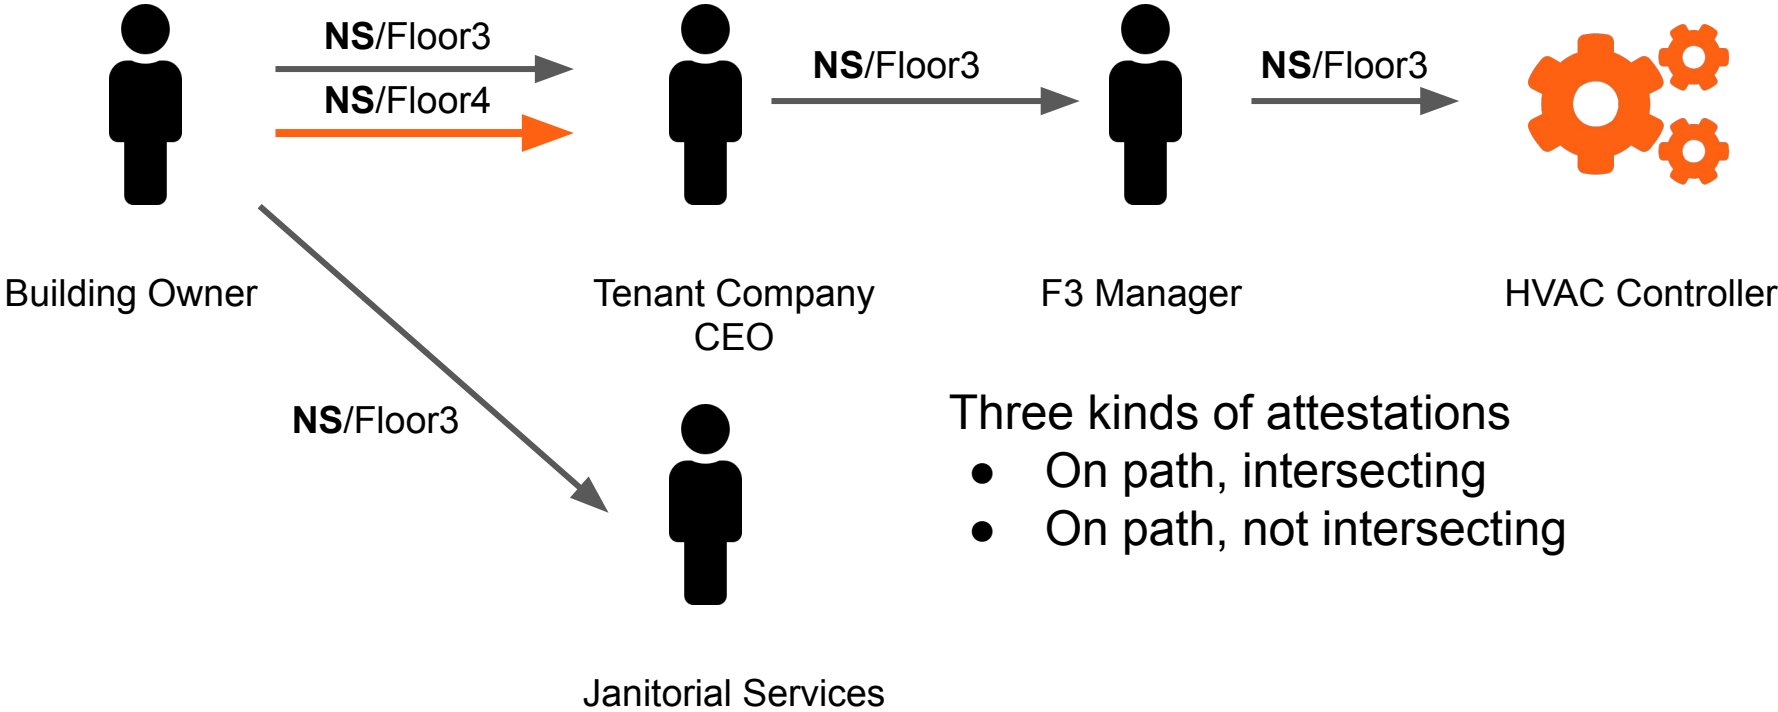 NS/Floor3
NS/Floor4
NS/Floor3
NS/Floor3
Building Owner
Tenant Company
CEO
F3 Manager
HVAC Controller
NS/Floor3
Janitorial Services
Three kinds of attestations
● On path, intersecting
● On path, not intersecting